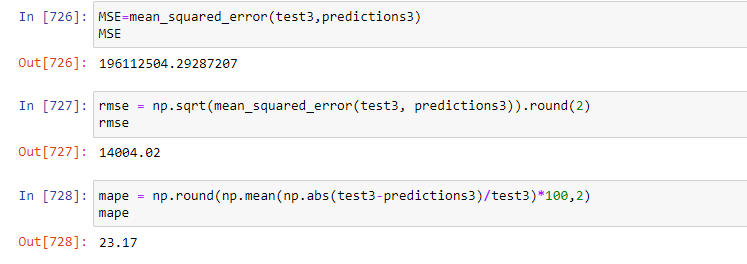 In [726]: MSE=mean_squared_error(test3,predictions3)
MSE
Out[726]: 196112504.29287207
In [727]: rmse = np.sqrt(mean_squared_error(test3, predictions3)).round(2)
rmse
Out[727]: 14004.02
In [728]: mape = np.round(np.mean(np.abs(test3-predictions3)/test3)*100,2)
mape
Out[728]: 23.17